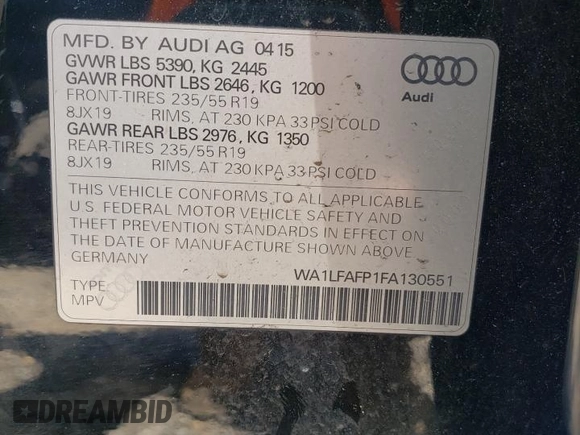 MFD. BY AUDI AG 04 15
GVWR LBS 5390, KG 2445
GAWR FRONT LBS 2646, KG 1200
FRONT-TIRES 235/55 R19
8JX19 RIMS, AT 230 KPA 33 PSI COLD
GAWR REAR LBS 2976, KG 1350
REAR-TIRES 235/55 R19
8JX19 RIMS, AT 230 KPA 33 PSI COLD
Audi
THIS VEHICLE CONFORMS TO ALL APPLICABLE
U.S. FEDERAL MOTOR VEHICLE SAFETY AND
THEFT PREVENTION STANDARDS IN EFFECT ON
THE DATE OF MANUFACTURE SHOWN ABOVE
GERMANY
WA1LFAFP1FA130551
TYPE:
MPV
DREAMBID